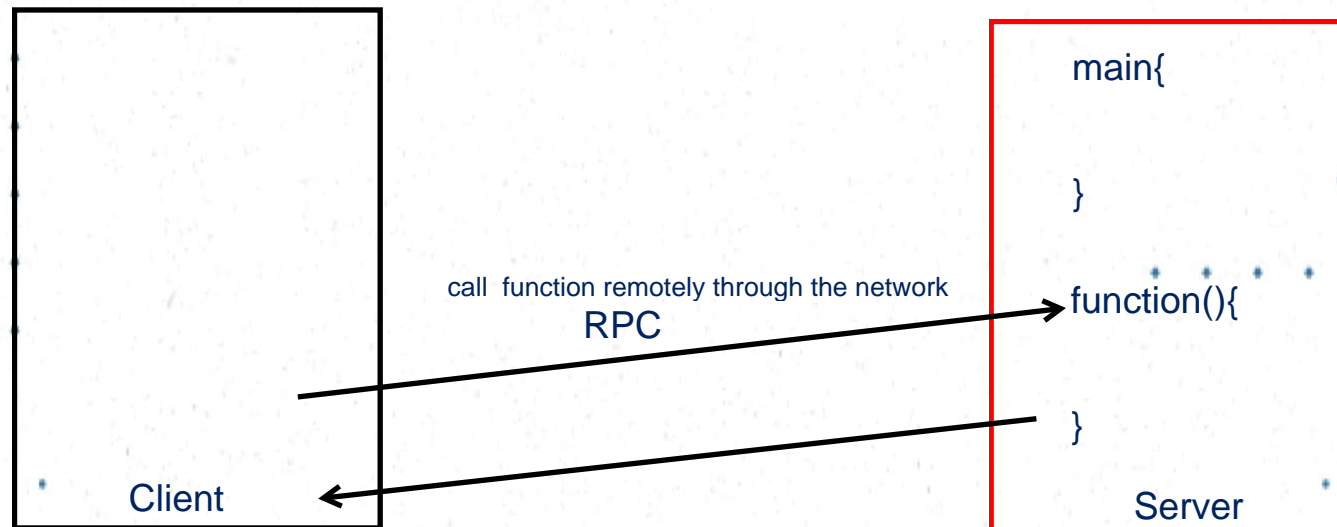 main{
}
call function remotely through the network
RPC
function(){
}
Client
Server